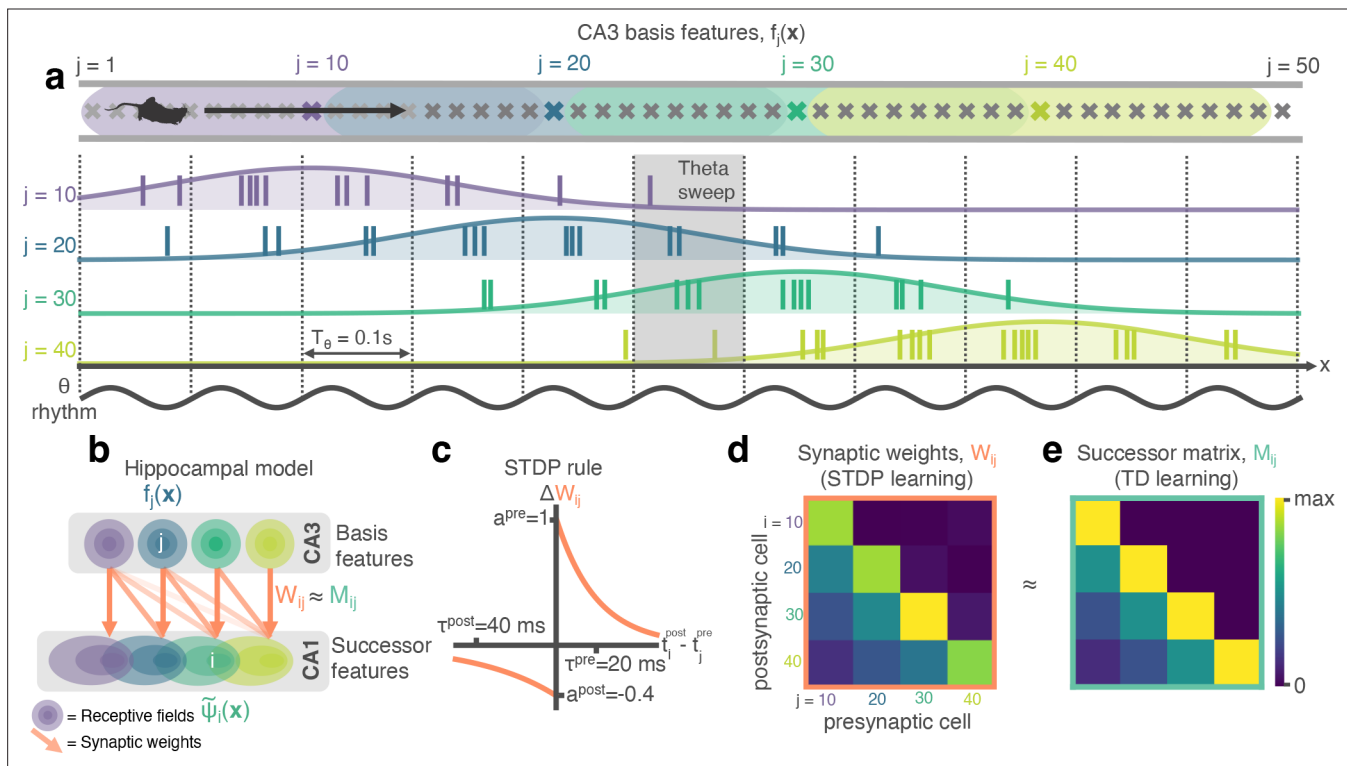 CA3 basis features, fⱼ(x)
a
j = 1
j = 10
j = 20
j = 30
j = 40
j = 50
Theta
sweep
j = 10
j = 20
j = 30
T_θ = 0.1s
j = 40
x
θ
rhythm
b
Hippocampal model
fⱼ(x)
j
CA3
Basis
features
W_ij ≈ M_ij
i
CA1
Successor
features
= Receptive fields
ψ̃ᵢ(x)
= Synaptic weights
c
STDP rule
ΔW_ij
a^pre=1
τ^post=40 ms
t_i^post - t_j^pre
τ^pre=20 ms
a^post=-0.4
d
Synaptic weights, W_ij
(STDP learning)
postsynaptic cell
i = 10
20
30
40
j = 10
20
30
40
presynaptic cell
≈
e
Successor matrix, M_ij
(TD learning)
max
0